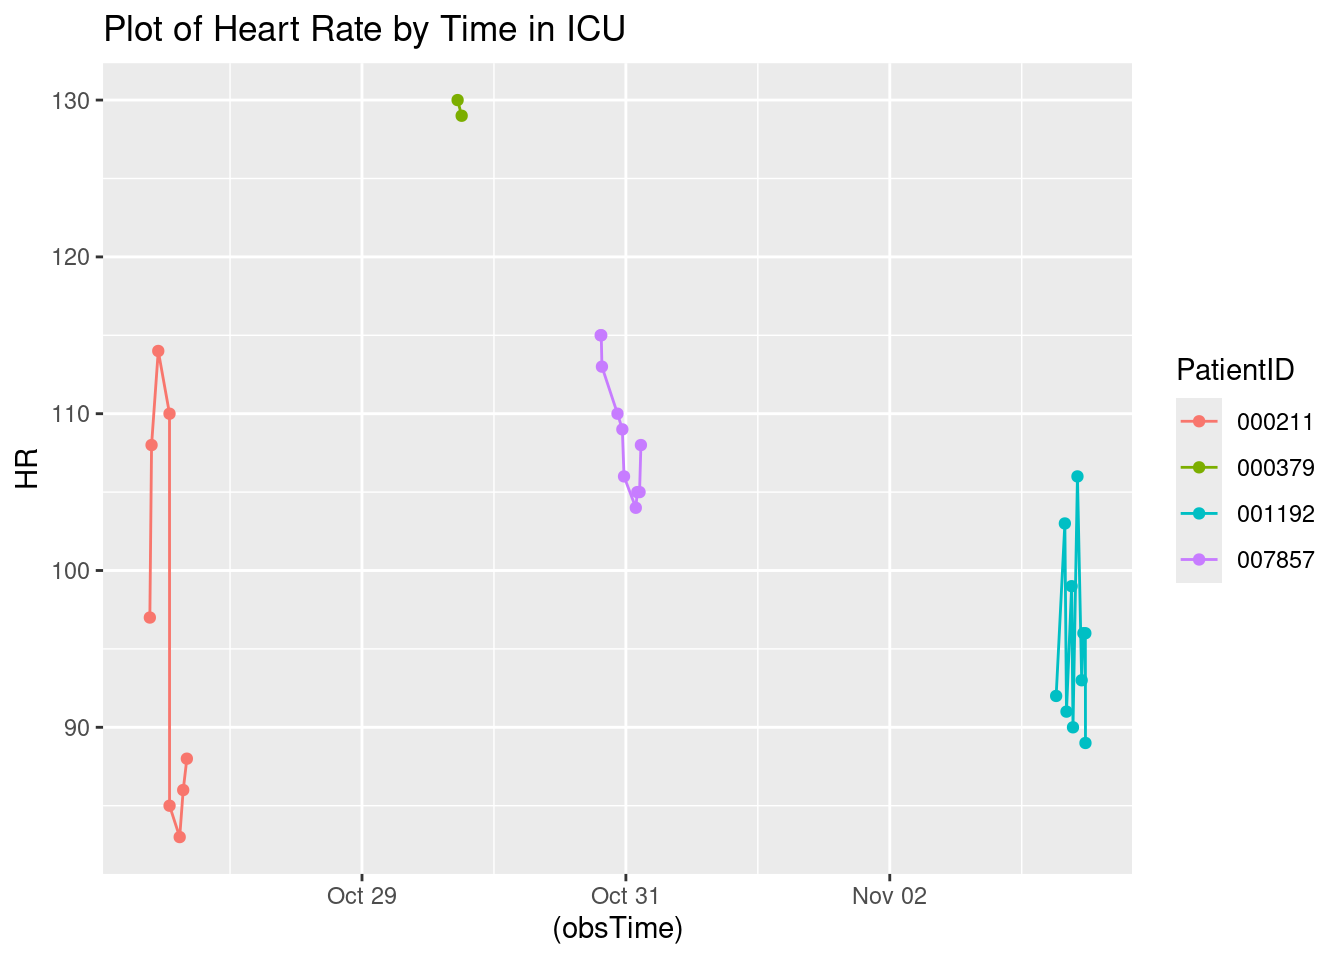 Plot of Heart Rate by Time in ICU
HR
130
120
110
100
90
Oct 29
Oct 31
Nov 02
(obsTime)
PatientID
000211
000379
001192
007857